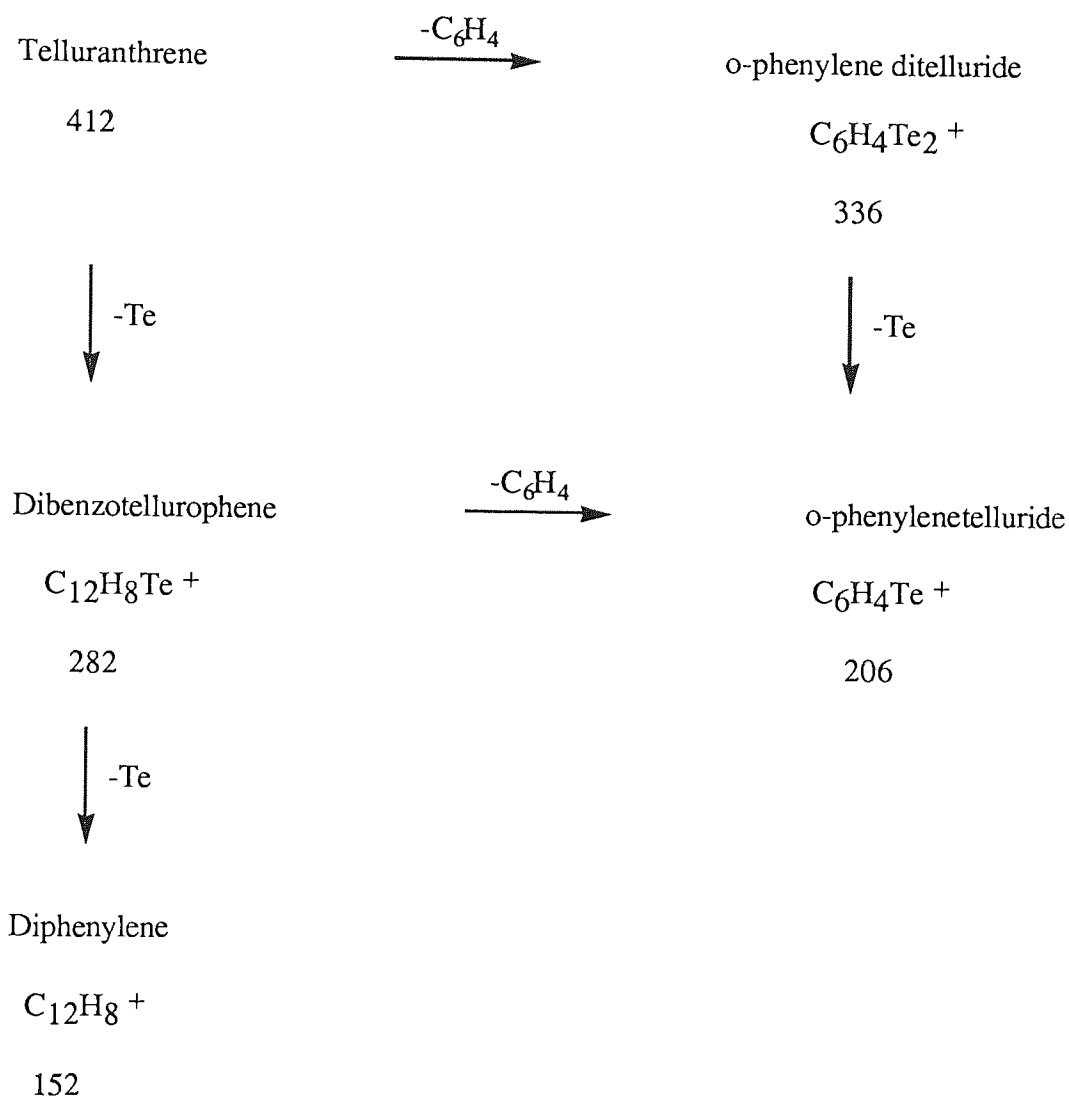 Telluranthrene
-C6H4
o-phenylene ditelluride
412
C6H4Te2 +
336
-Te
-Te
Dibenzotellurophene
-C6H4
o-phenylenetelluride
C12H8Te +
C6H4Te +
282
206
-Te
Diphenylene
C12H8 +
152